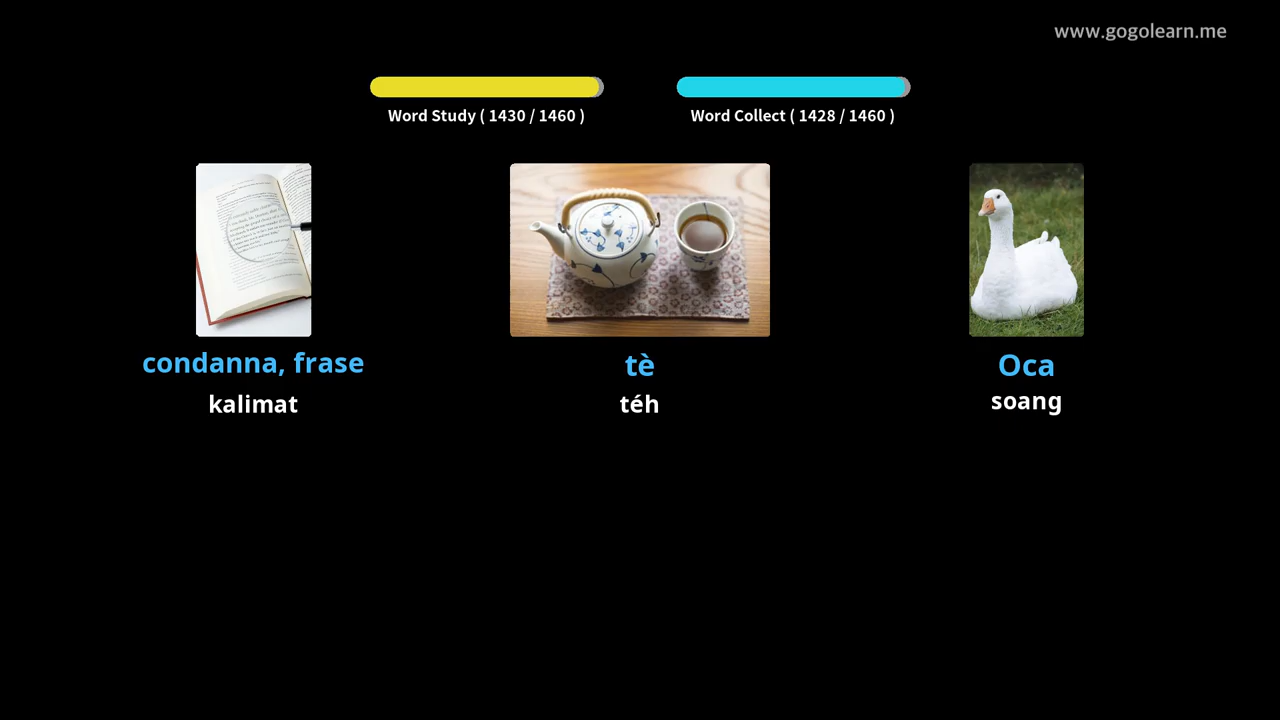 www.gogolearn.me
Word Study ( 1430 / 1460 )
Word Collect ( 1428 / 1460 )
condanna, frase
kalimat
tè
téh
Oca
soang